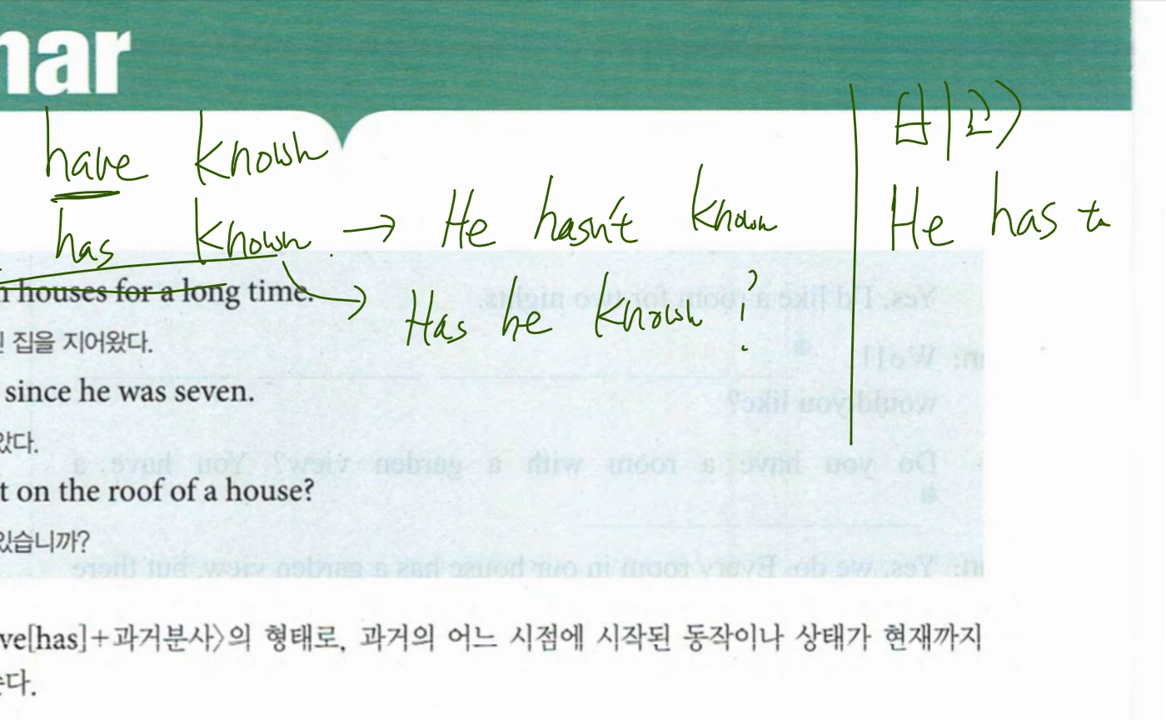 mar
have known
has known → He hasn't known
→ Has he known?
비교)
He has to
n houses for a long time.
집을 지어왔다.
since he was seven.
았다.
t on the roof of a house?
있습니까?
ve[has]+과거분사〉의 형태로, 과거의 어느 시점에 시작된 동작이나 상태가 현재까지
다.
Yes, I'd like a room for two nights.
n: Well
would you like?
Do you have a room with a garden view? You have a
n: Yes, we do. Every room in our house has a garden view, but there